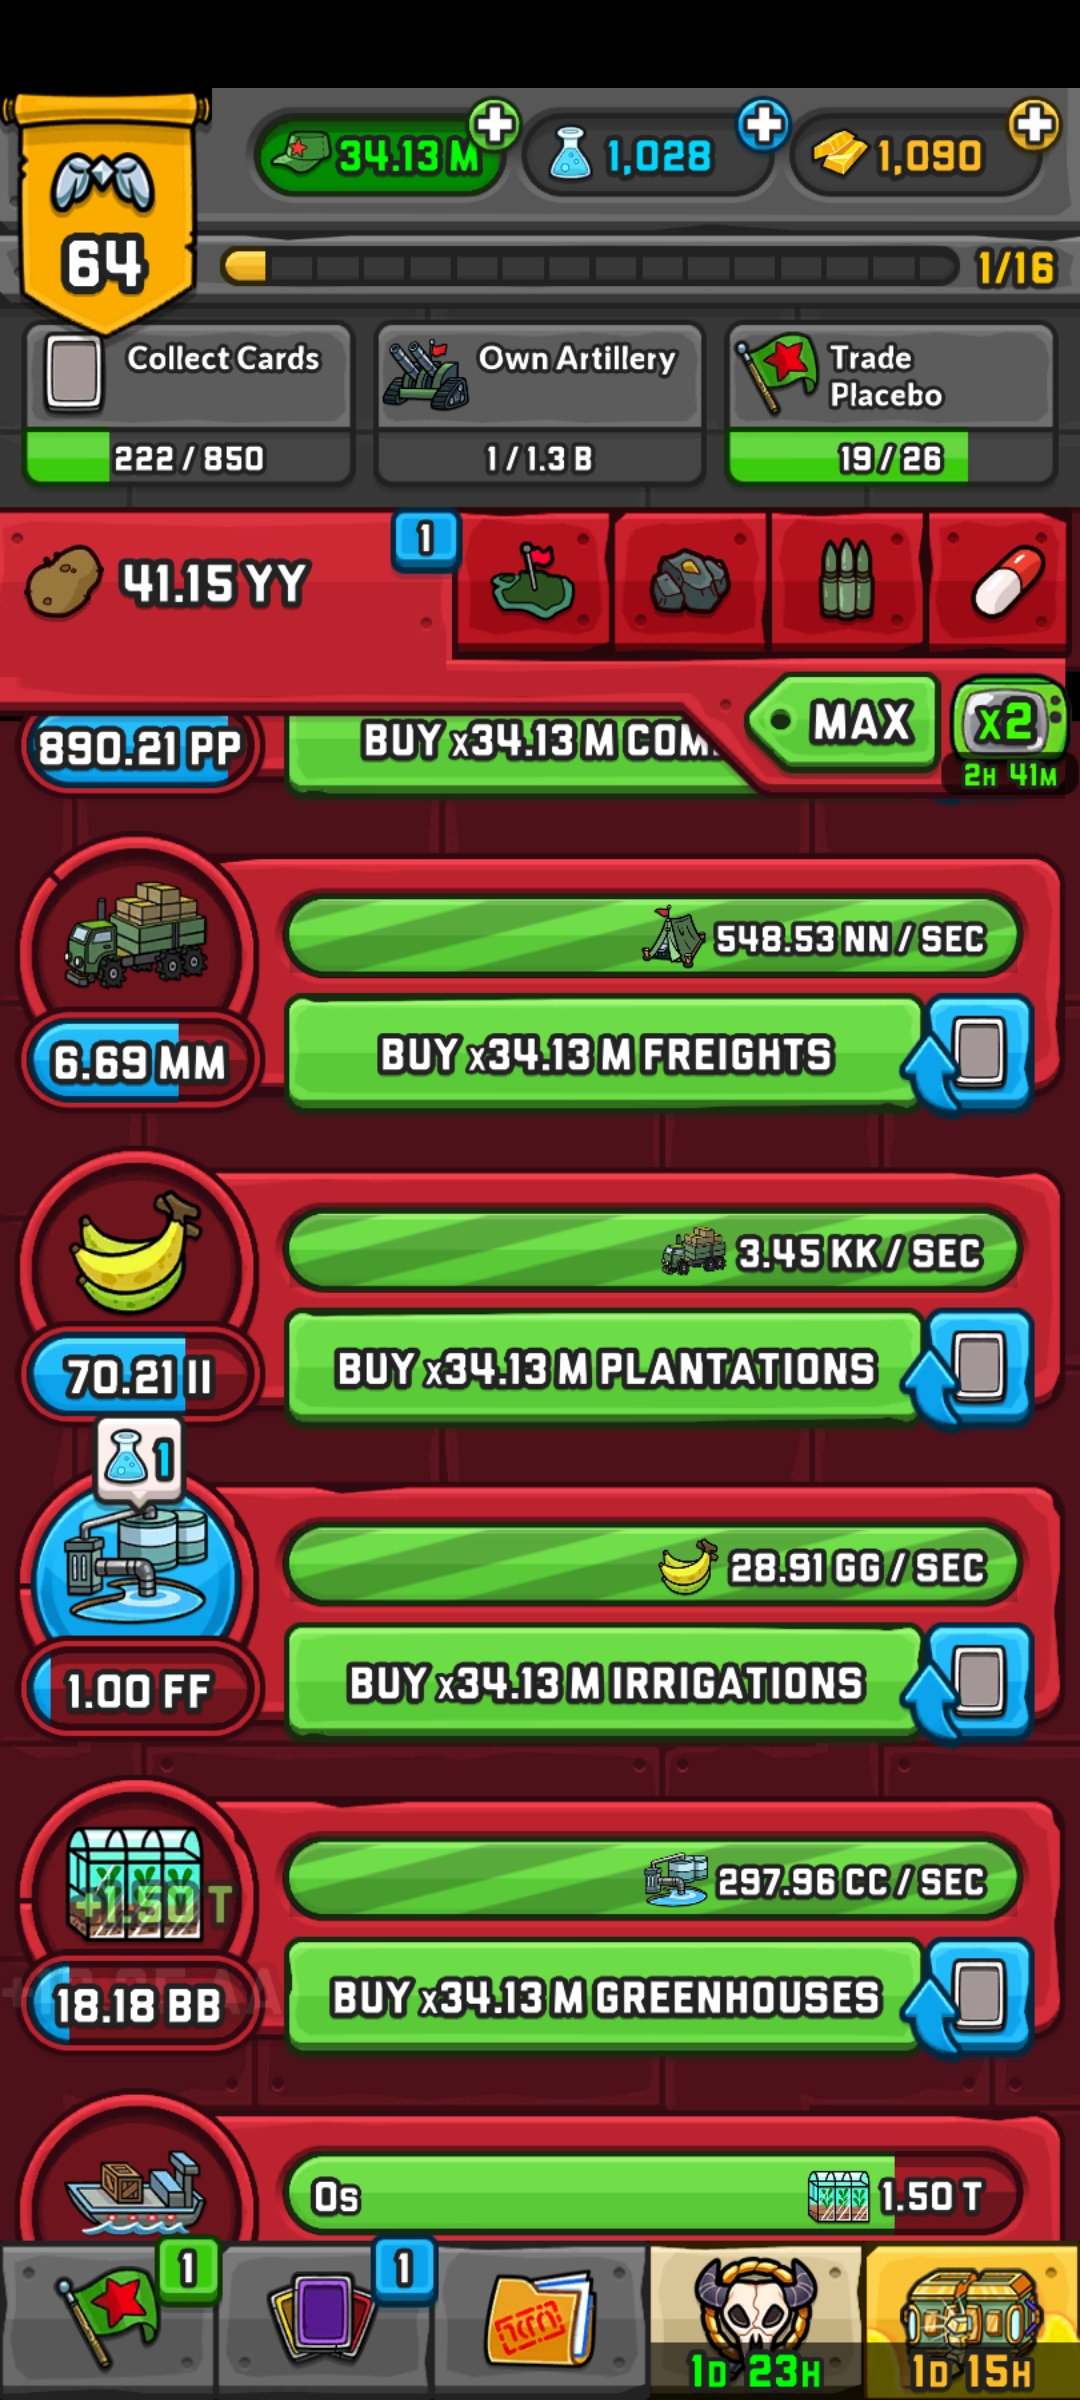 34.13 M
1,028
1,090
64
1/16
Collect Cards
222 / 850
Own Artillery
1 / 1.3 B
Trade
Placebo
19 / 26
41.15 YY
1
MAX
x2
2H 41M
890.21 PP
BUY x34.13 M
548.53 NN / SEC
6.69 MM
BUY x34.13 M FREIGHTS
3.45 KK / SEC
70.21 II
BUY x34.13 M PLANTATIONS
1
28.91 GG / SEC
1.00 FF
BUY x34.13 M IRRIGATIONS
+1.50 T
297.96 CC / SEC
18.18 BB
BUY x34.13 M GREENHOUSES
0s
1.50 T
1
1
1D 23H
1D 15H